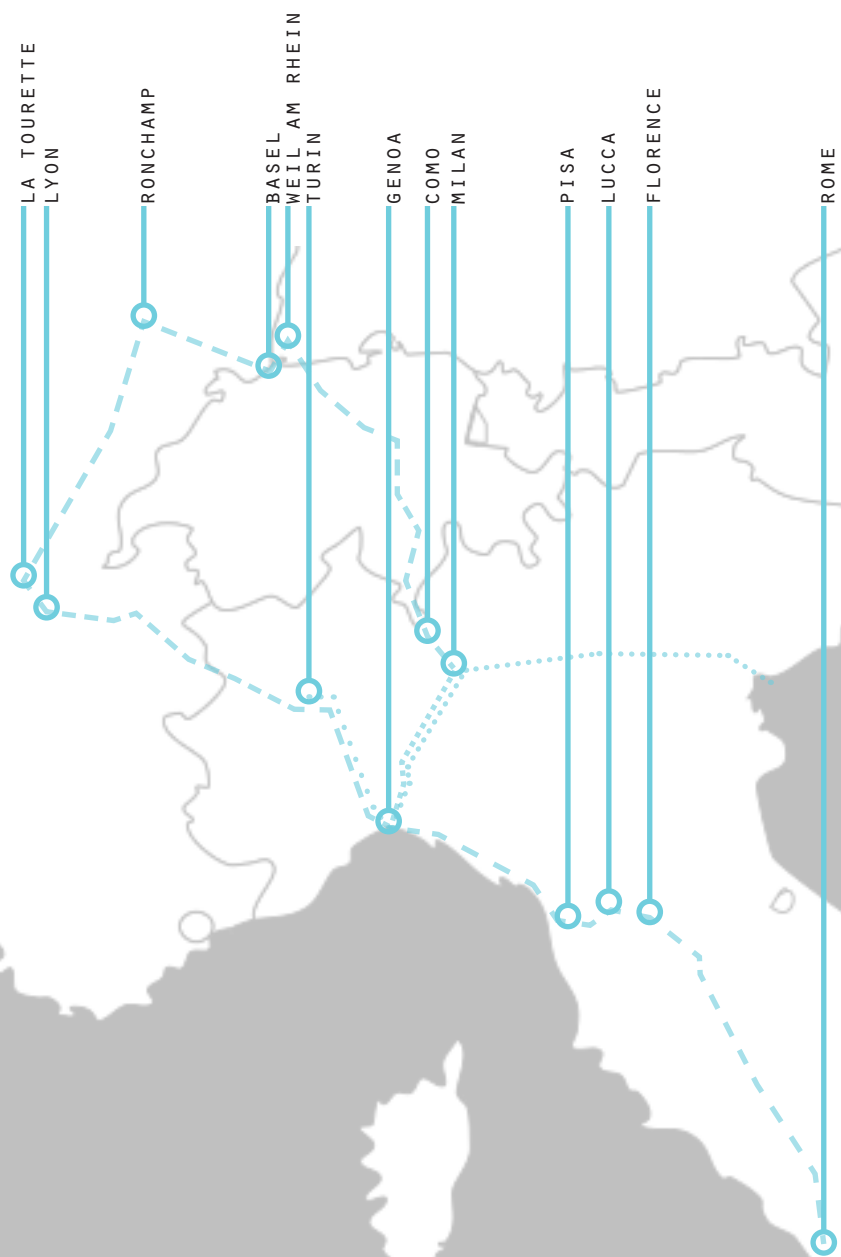 LA TOURETTE
LYON
RONCHAMP
BASEL
WEIL AM RHEIN
TURIN
GENOA
COMO
MILAN
PISA
LUCCA
FLORENCE
ROME